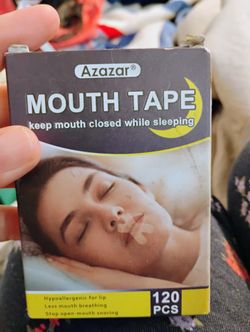 Azazar®
MOUTH TAPE
keep mouth closed while sleeping
Hypoallergenic for lip
Less mouth breathing
Stop open-mouth snoring
120
PCS